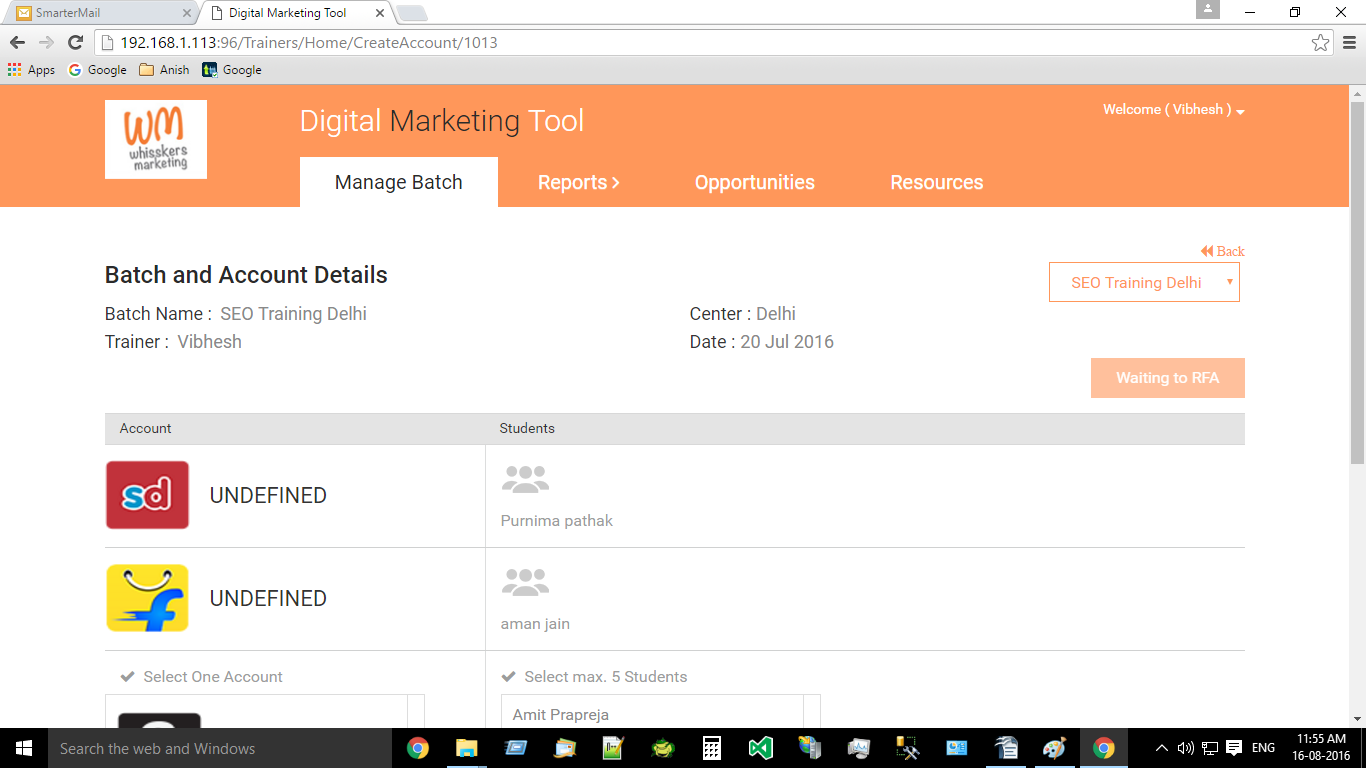 SmarterMail
Digital Marketing Tool
192.168.1.113:96/Trainers/Home/CreateAccount/1013
Apps Google Anish Google
WM
whisskers
marketing
Digital Marketing Tool
Welcome ( Vibhesh )
Manage Batch Reports Opportunities Resources
Back
Batch and Account Details
SEO Training Delhi
Batch Name : SEO Training Delhi
Center : Delhi
Trainer : Vibhesh
Date : 20 Jul 2016
Waiting to RFA
Account Students
sd
UNDEFINED
Purnima pathak
f
UNDEFINED
aman jain
Select One Account
Select max. 5 Students
Amit Prapreja
Search the web and Windows
ENG
11:55 AM
16-08-2016